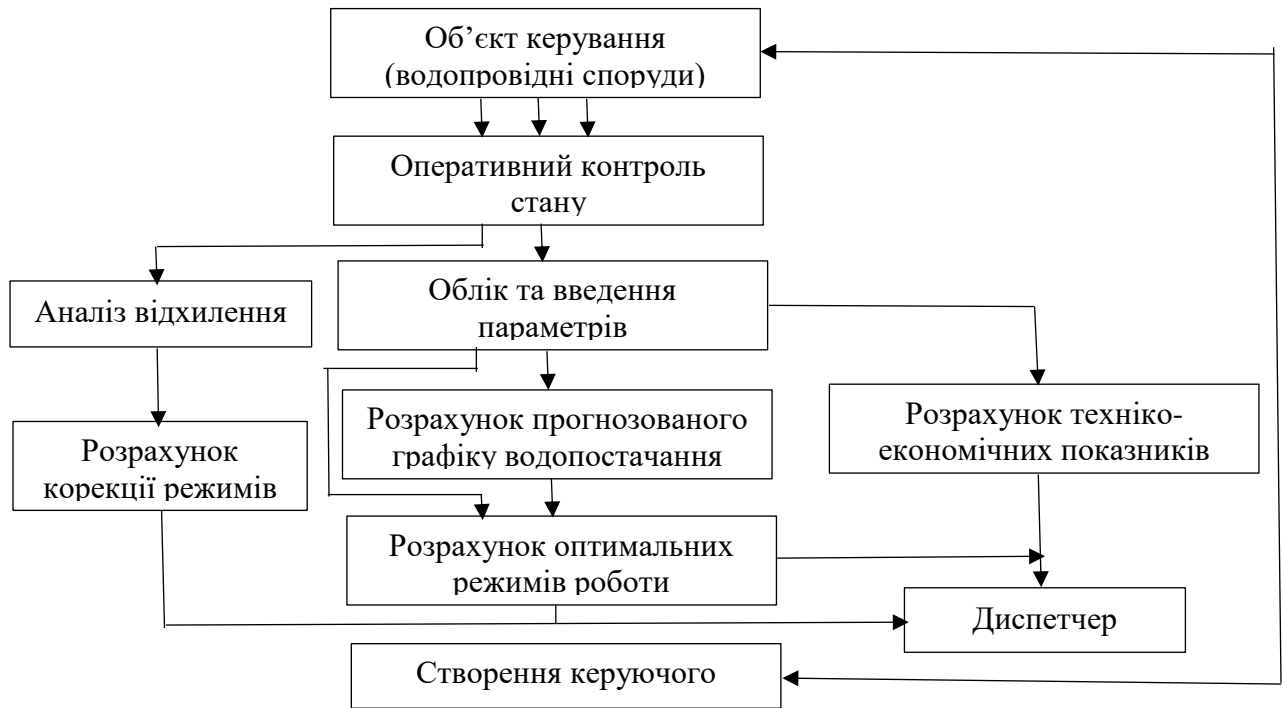 Об’єкт керування
(водопровідні споруди)
Оперативний контроль
стану
Аналіз відхилення
Облік та введення
параметрів
Розрахунок
корекції режимів
Розрахунок прогнозованого
графіку водопостачання
Розрахунок техніко-
економічних показників
Розрахунок оптимальних
режимів роботи
Диспетчер
Створення керуючого